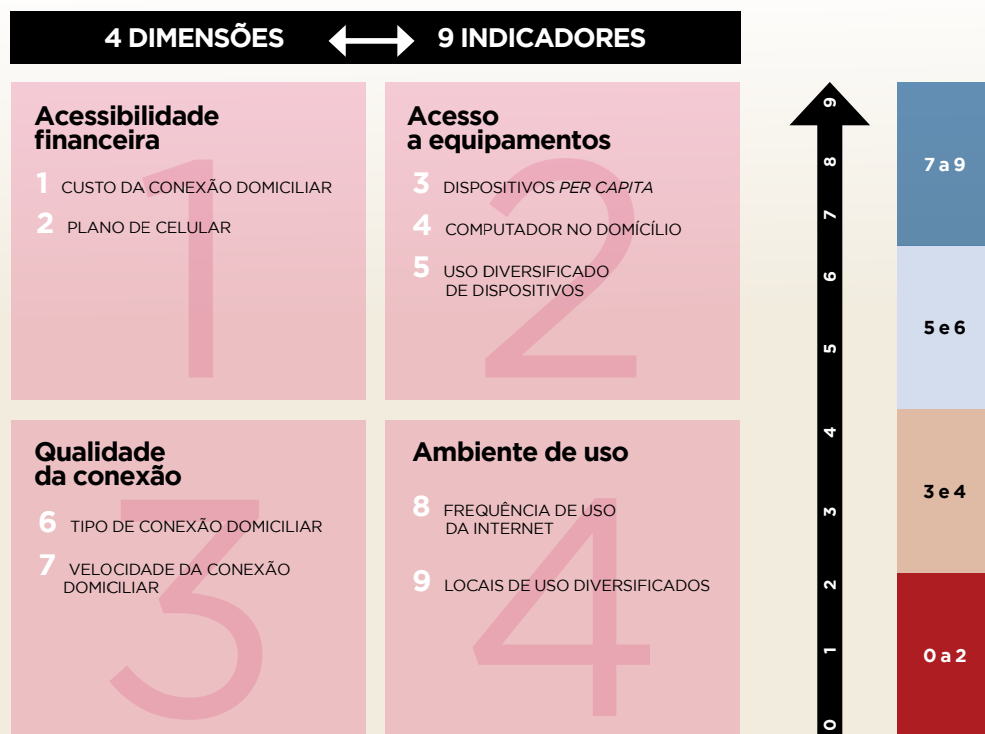 4 DIMENSÕES
9 INDICADORES
1
Acessibilidade
financeira
1 CUSTO DA CONEXÃO DOMICILIAR
2 PLANO DE CELULAR
2
Acesso
a equipamentos
3 DISPOSITIVOS PER CAPITA
4 COMPUTADOR NO DOMÍCÍLIO
5 USO DIVERSIFICADO
DE DISPOSITIVOS
3
Qualidade
da conexão
6 TIPO DE CONEXÃO DOMICILIAR
7 VELOCIDADE DA CONEXÃO
DOMICILIAR
4
Ambiente de uso
8 FREQUÊNCIA DE USO
DA INTERNET
9 LOCAIS DE USO DIVERSIFICADOS
9
8
7
6
5
4
3
2
1
0
7 a 9
5 e 6
3 e 4
0 a 2